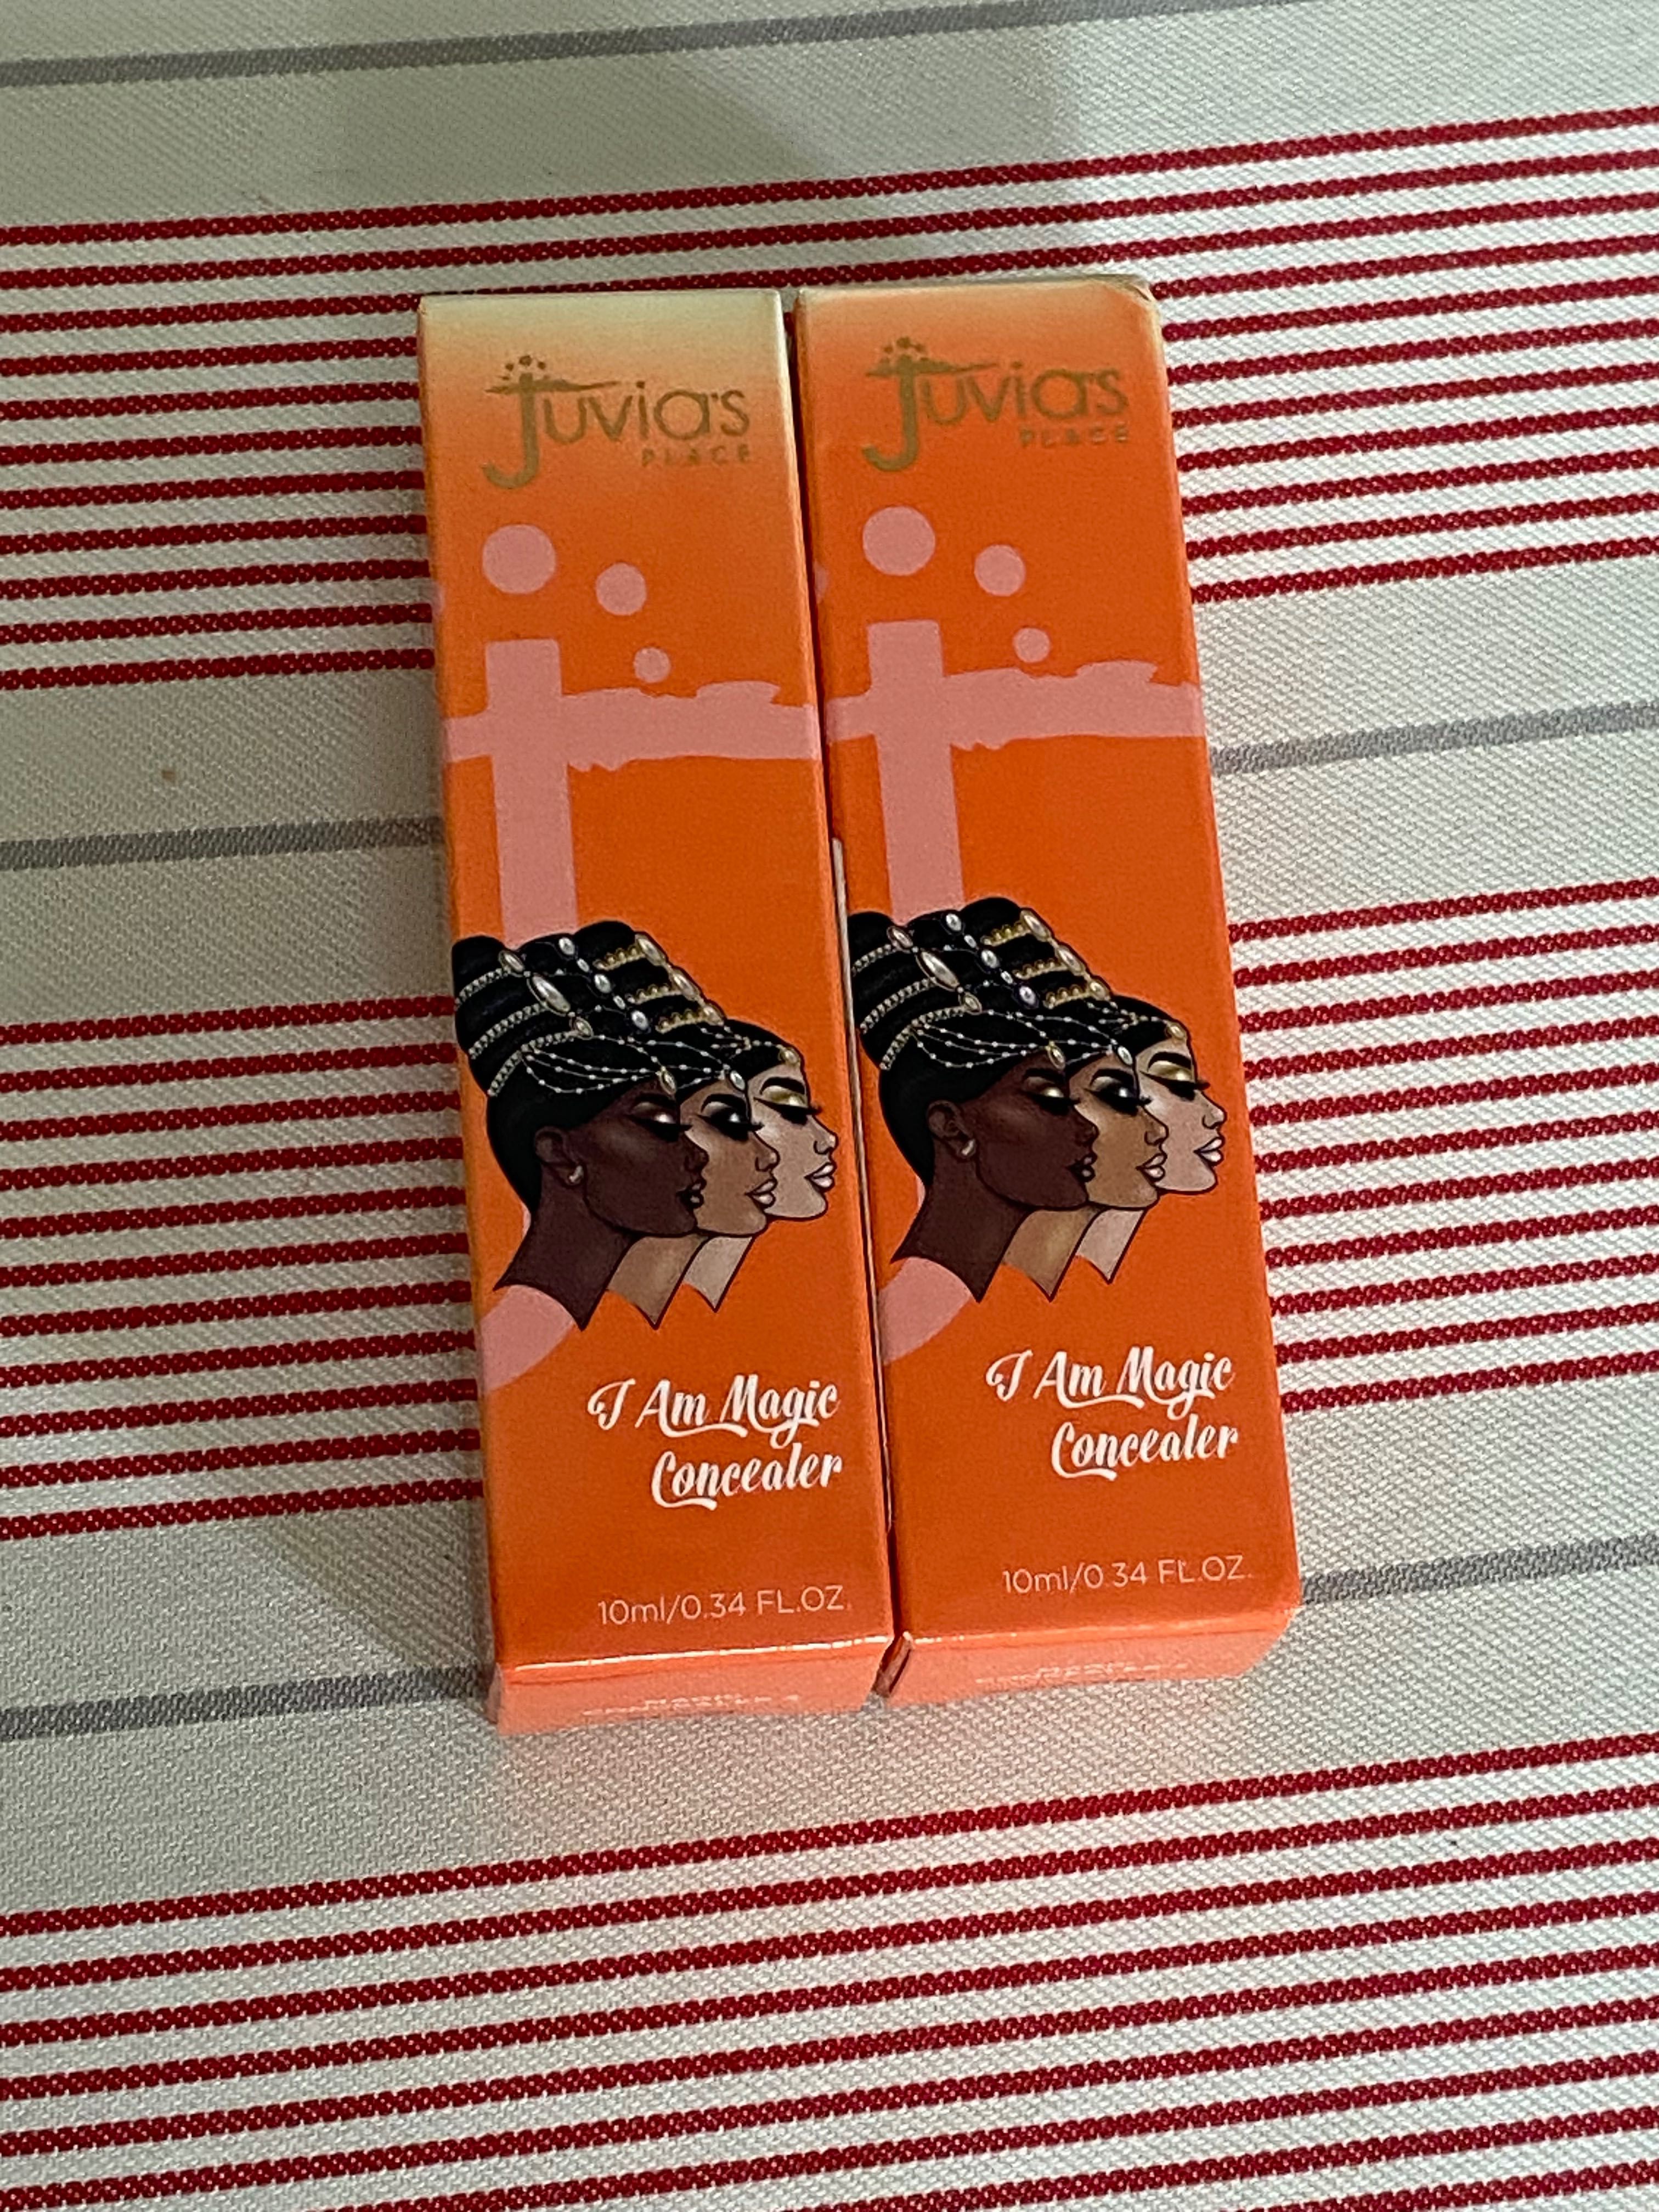 Juvia's
PLACE
I Am Magic
Concealer
10ml/0.34 FL.OZ.
Juvia's
PLACE
I Am Magic
Concealer
10ml/0.34 FL.OZ.